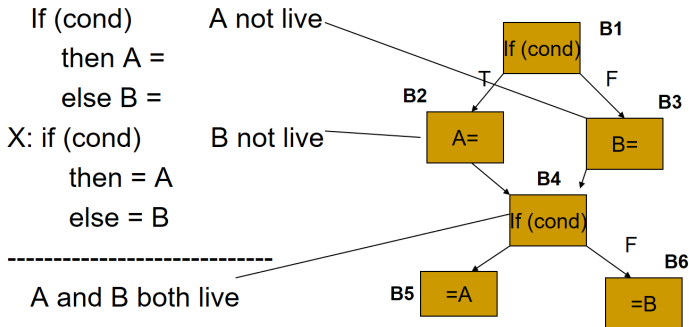 If (cond)
then A =
else B =
X: if (cond)
then = A
else = B
-----------------------------
A and B both live
A not live
B not live
B1
If (cond)
T
F
B2
A=
B3
B=
B4
If (cond)
F
B5
=A
B6
=B